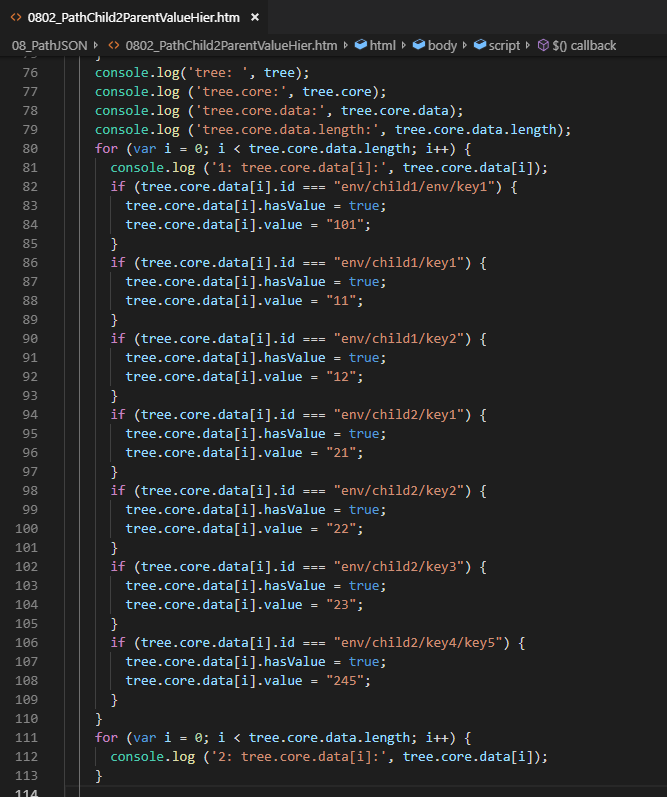 0802_PathChild2ParentValueHier.htm ×
08_PathJSON › 0802_PathChild2ParentValueHier.htm › html › body › script › $() callback
76 console.log('tree: ', tree);
77 console.log ('tree.core:', tree.core);
78 console.log ('tree.core.data:', tree.core.data);
79 console.log ('tree.core.data.length:', tree.core.data.length);
80 for (var i = 0; i < tree.core.data.length; i++) {
81 console.log ('1: tree.core.data[i]:', tree.core.data[i]);
82 if (tree.core.data[i].id === "env/child1/env/key1") {
83 tree.core.data[i].hasValue = true;
84 tree.core.data[i].value = "101";
85 }
86 if (tree.core.data[i].id === "env/child1/key1") {
87 tree.core.data[i].hasValue = true;
88 tree.core.data[i].value = "11";
89 }
90 if (tree.core.data[i].id === "env/child1/key2") {
91 tree.core.data[i].hasValue = true;
92 tree.core.data[i].value = "12";
93 }
94 if (tree.core.data[i].id === "env/child2/key1") {
95 tree.core.data[i].hasValue = true;
96 tree.core.data[i].value = "21";
97 }
98 if (tree.core.data[i].id === "env/child2/key2") {
99 tree.core.data[i].hasValue = true;
100 tree.core.data[i].value = "22";
101 }
102 if (tree.core.data[i].id === "env/child2/key3") {
103 tree.core.data[i].hasValue = true;
104 tree.core.data[i].value = "23";
105 }
106 if (tree.core.data[i].id === "env/child2/key4/key5") {
107 tree.core.data[i].hasValue = true;
108 tree.core.data[i].value = "245";
109 }
110 }
111 for (var i = 0; i < tree.core.data.length; i++) {
112 console.log ('2: tree.core.data[i]:', tree.core.data[i]);
113 }
114